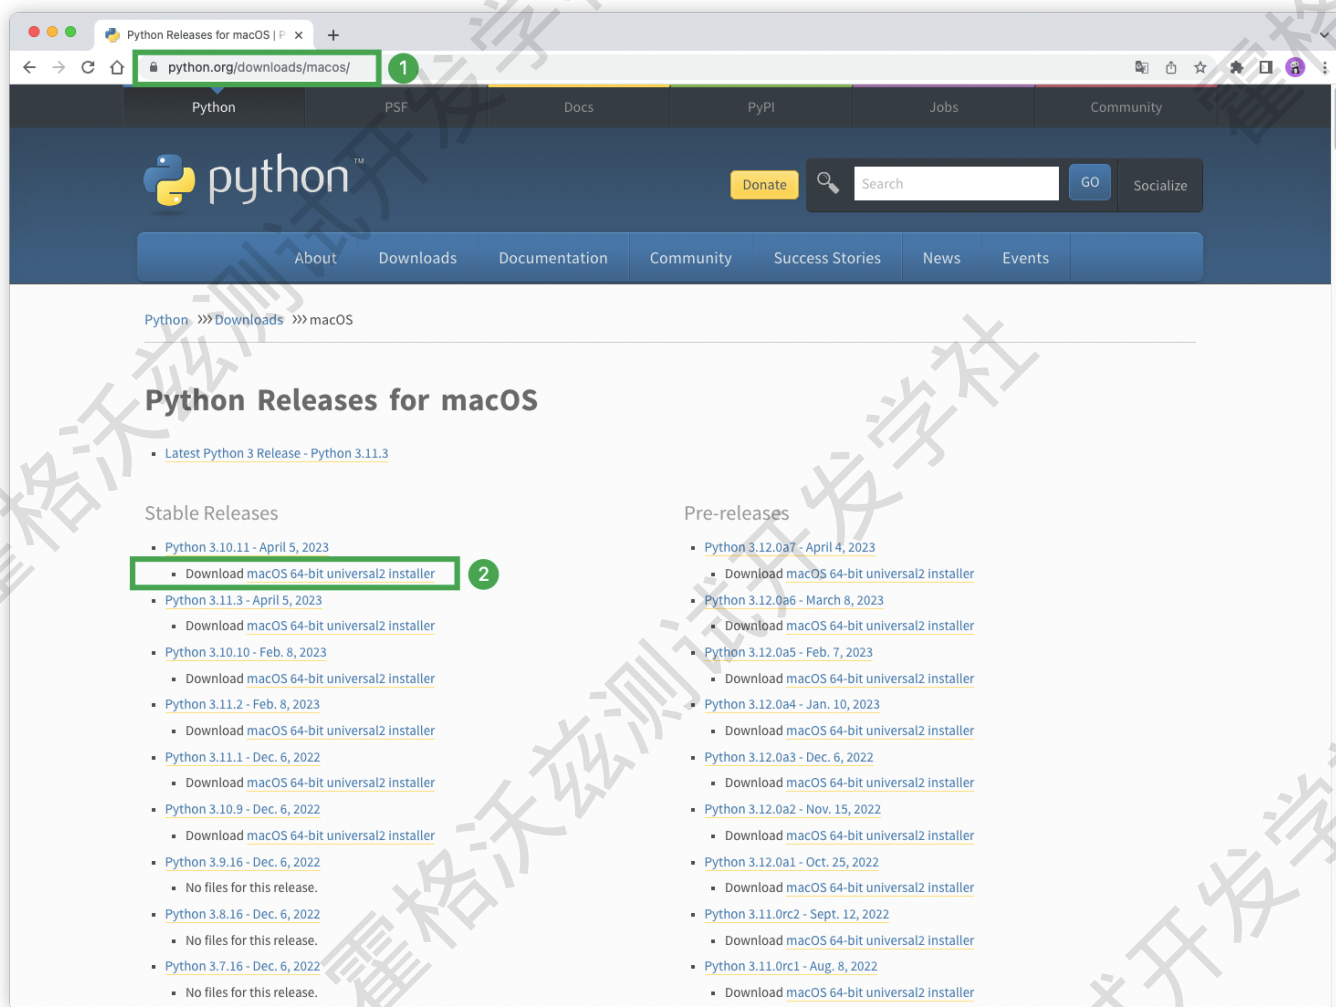 Python Releases for macOS | P
python.org/downloads/macos/
1
Python PSF Docs PyPI Jobs Community
python™
Donate Search GO Socialize
About Downloads Documentation Community Success Stories News Events
Python >>> Downloads >>> macOS
Python Releases for macOS
Latest Python 3 Release - Python 3.11.3
Stable Releases
Python 3.10.11 - April 5, 2023
Download macOS 64-bit universal2 installer
2
Python 3.11.3 - April 5, 2023
Download macOS 64-bit universal2 installer
Python 3.10.10 - Feb. 8, 2023
Download macOS 64-bit universal2 installer
Python 3.11.2 - Feb. 8, 2023
Download macOS 64-bit universal2 installer
Python 3.11.1 - Dec. 6, 2022
Download macOS 64-bit universal2 installer
Python 3.10.9 - Dec. 6, 2022
Download macOS 64-bit universal2 installer
Python 3.9.16 - Dec. 6, 2022
No files for this release.
Python 3.8.16 - Dec. 6, 2022
No files for this release.
Python 3.7.16 - Dec. 6, 2022
No files for this release.
Pre-releases
Python 3.12.0a7 - April 4, 2023
Download macOS 64-bit universal2 installer
Python 3.12.0a6 - March 8, 2023
Download macOS 64-bit universal2 installer
Python 3.12.0a5 - Feb. 7, 2023
Download macOS 64-bit universal2 installer
Python 3.12.0a4 - Jan. 10, 2023
Download macOS 64-bit universal2 installer
Python 3.12.0a3 - Dec. 6, 2022
Download macOS 64-bit universal2 installer
Python 3.12.0a2 - Nov. 15, 2022
Download macOS 64-bit universal2 installer
Python 3.12.0a1 - Oct. 25, 2022
Download macOS 64-bit universal2 installer
Python 3.11.0rc2 - Sept. 12, 2022
Download macOS 64-bit universal2 installer
Python 3.11.0rc1 - Aug. 8, 2022
Download macOS 64-bit universal2 installer
霍格沃兹测试开发学社